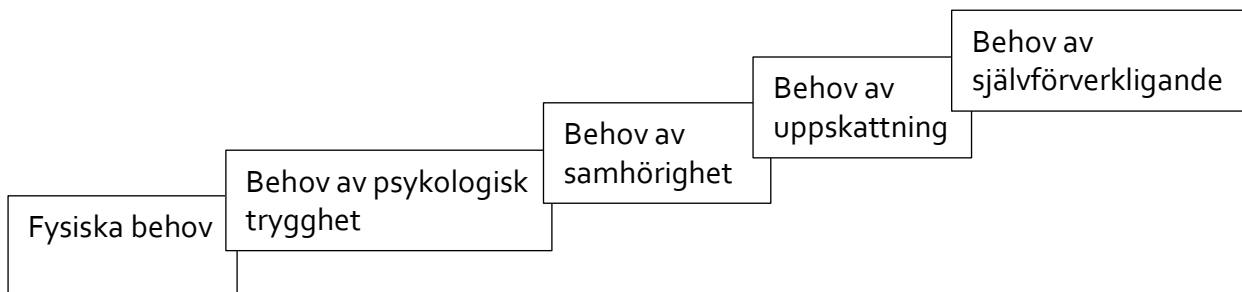 Fysiska behov
Behov av psykologisk
trygghet
Behov av
samhörighet
Behov av
uppskattning
Behov av
självförverkligande